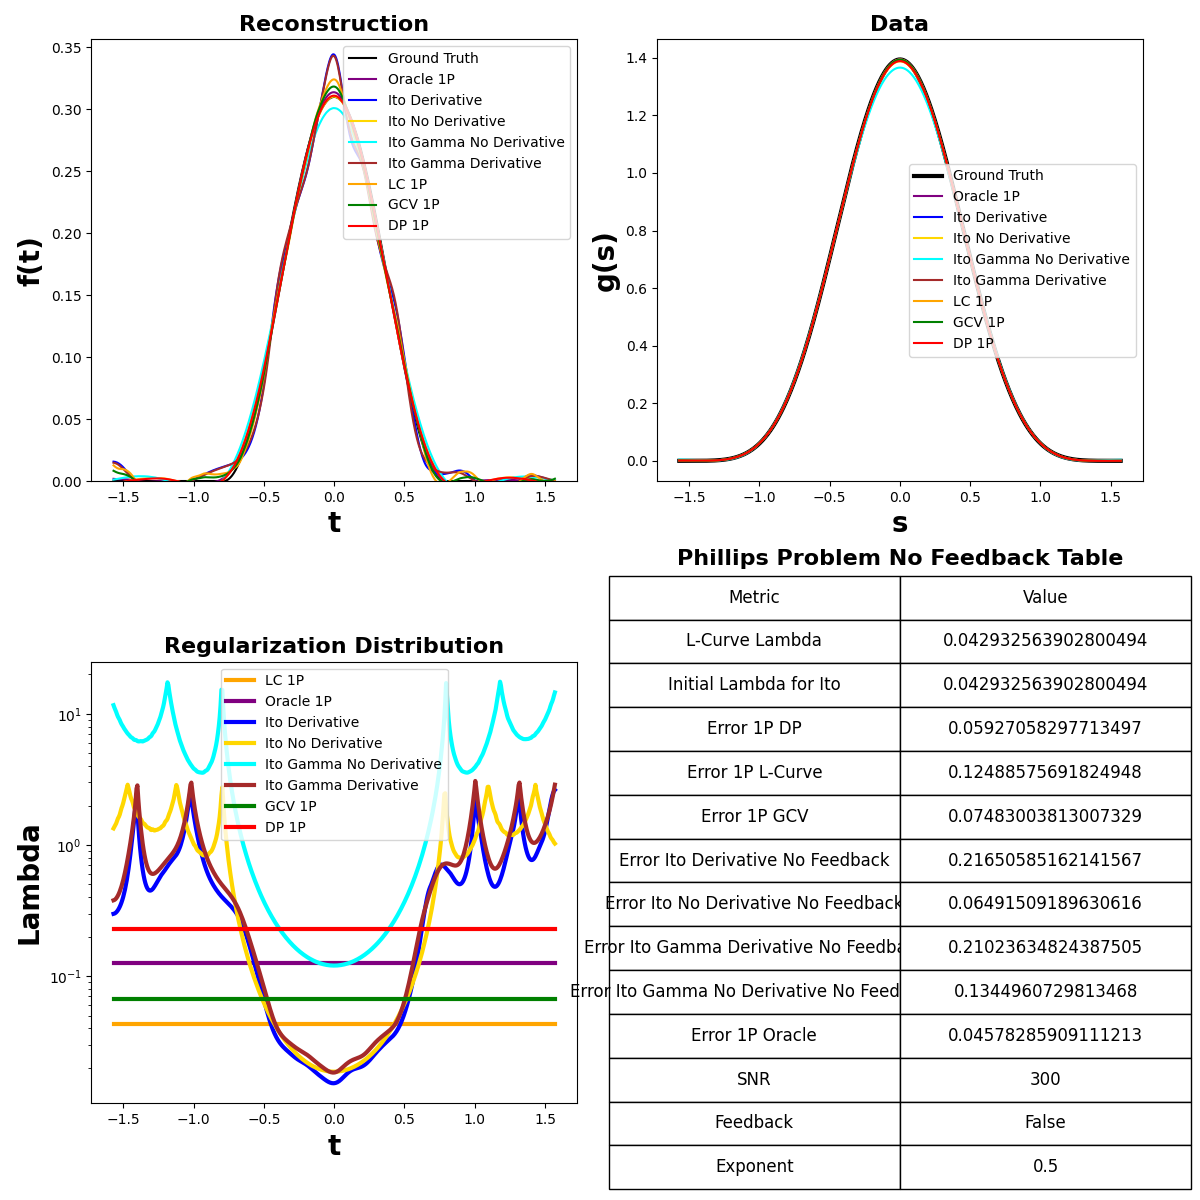 Reconstruction
0.35
0.30
0.25
0.20
0.15
0.10
0.05
0.00
f(t)
Ground Truth
Oracle 1P
Ito Derivative
Ito No Derivative
Ito Gamma No Derivative
Ito Gamma Derivative
LC 1P
GCV 1P
DP 1P
−1.5 −1.0 −0.5 0.0 0.5 1.0 1.5
t
Data
1.4
1.2
1.0
0.8
0.6
0.4
0.2
0.0
g(s)
Ground Truth
Oracle 1P
Ito Derivative
Ito No Derivative
Ito Gamma No Derivative
Ito Gamma Derivative
LC 1P
GCV 1P
DP 1P
−1.5 −1.0 −0.5 0.0 0.5 1.0 1.5
s
Regularization Distribution
10¹
10⁰
10⁻¹
Lambda
LC 1P
Oracle 1P
Ito Derivative
Ito No Derivative
Ito Gamma No Derivative
Ito Gamma Derivative
GCV 1P
DP 1P
−1.5 −1.0 −0.5 0.0 0.5 1.0 1.5
t
Phillips Problem No Feedback Table
Metric Value
L-Curve Lambda 0.042932563902800494
Initial Lambda for Ito 0.042932563902800494
Error 1P DP 0.05927058297713497
Error 1P L-Curve 0.12488575691824948
Error 1P GCV 0.07483003813007329
Error Ito Derivative No Feedback 0.21650585162141567
Error Ito No Derivative No Feedback 0.06491509189630616
Error Ito Gamma Derivative No Feedba 0.21023634824387505
Error Ito Gamma No Derivative No Feed 0.1344960729813468
Error 1P Oracle 0.04578285909111213
SNR 300
Feedback False
Exponent 0.5